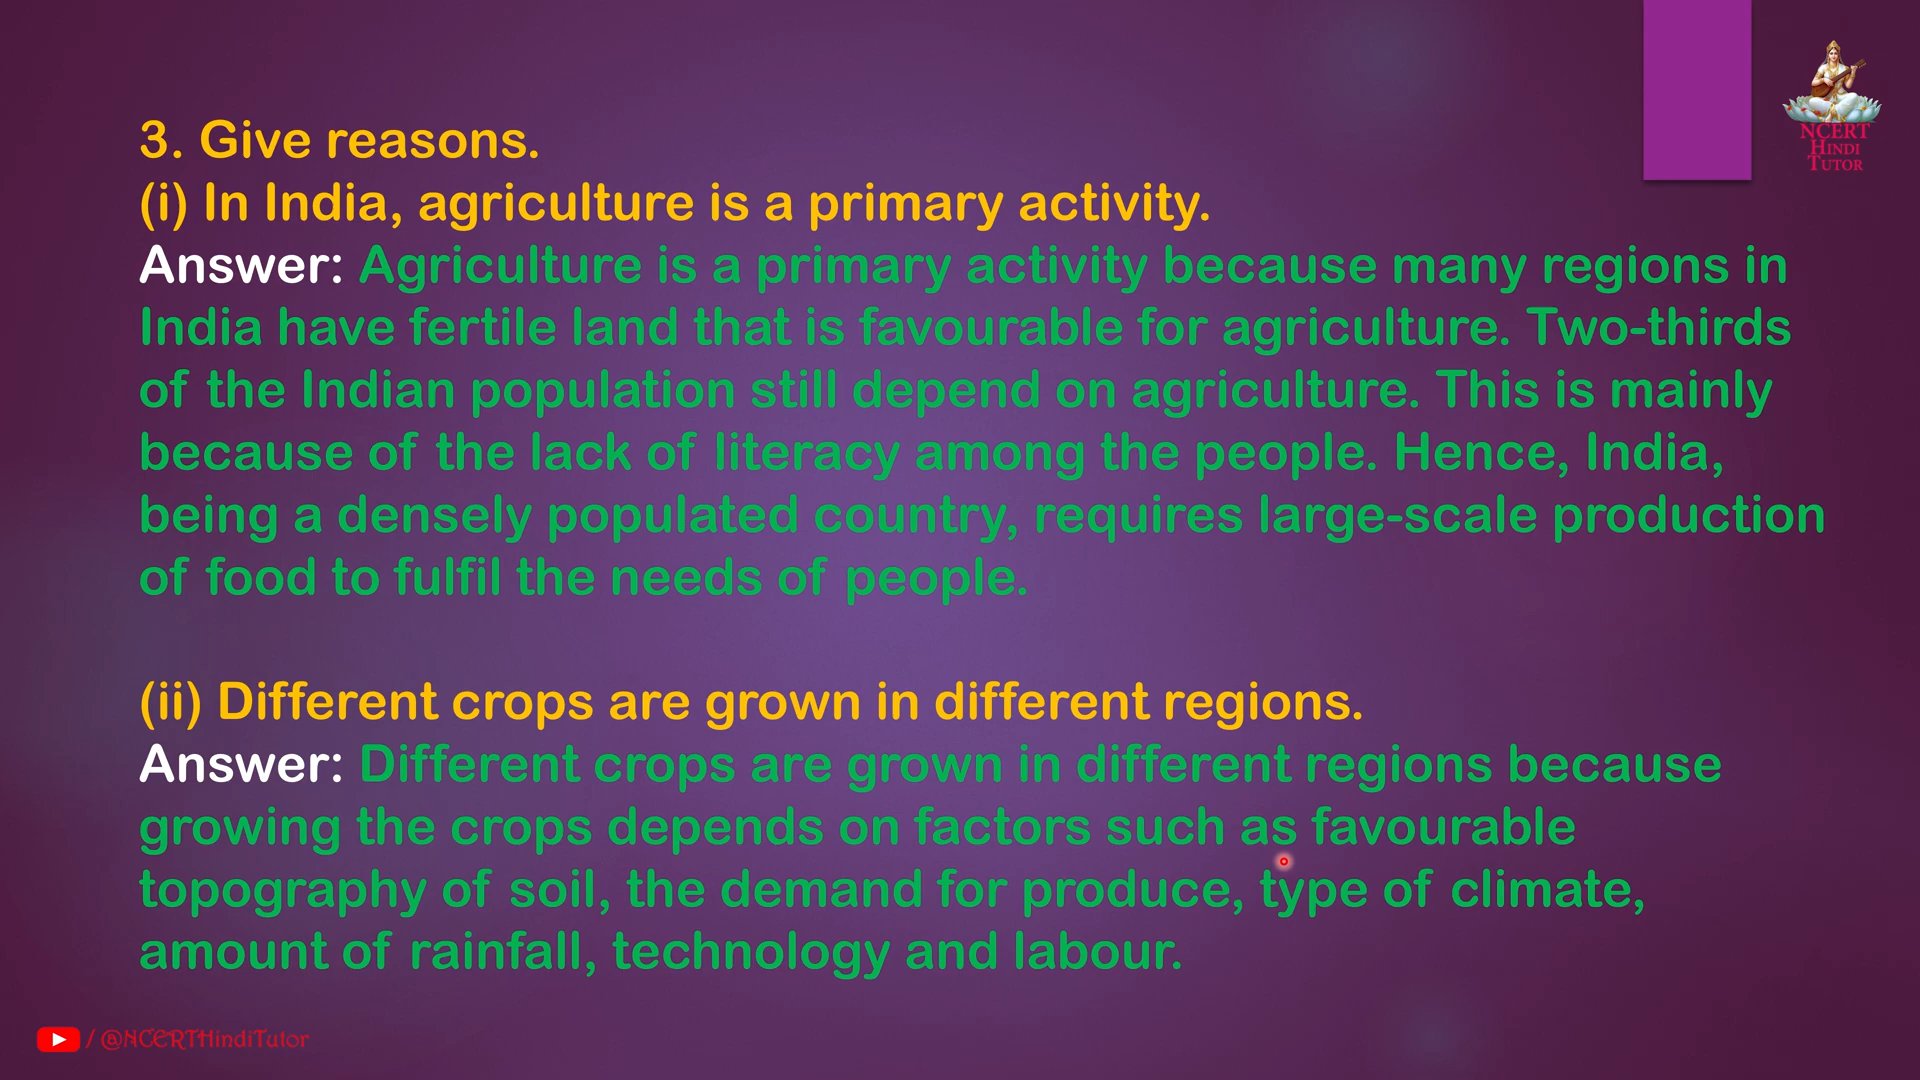 NCERT
HINDI
TUTOR
3. Give reasons.
(i) In India, agriculture is a primary activity.
Answer: Agriculture is a primary activity because many regions in
India have fertile land that is favourable for agriculture. Two-thirds
of the Indian population still depend on agriculture. This is mainly
because of the lack of literacy among the people. Hence, India,
being a densely populated country, requires large-scale production
of food to fulfil the needs of people.
(ii) Different crops are grown in different regions.
Answer: Different crops are grown in different regions because
growing the crops depends on factors such as favourable
topography of soil, the demand for produce, type of climate,
amount of rainfall, technology and labour.
/ @NCERTHindiTutor